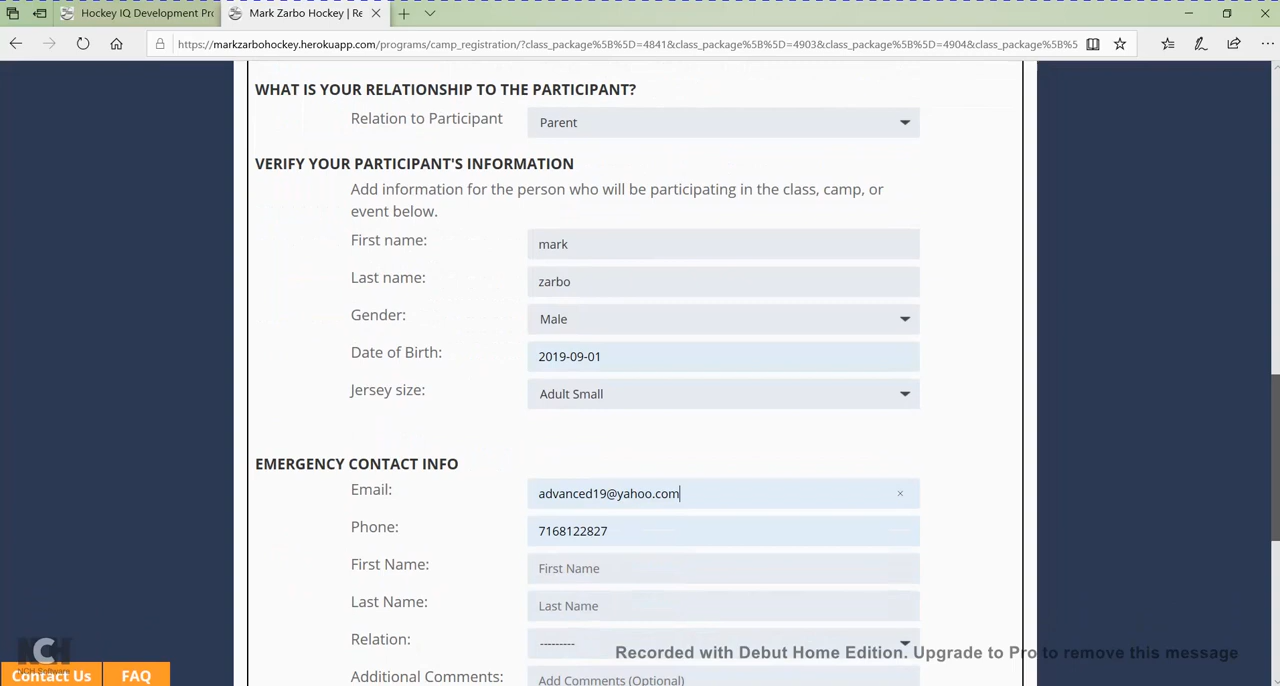 Hockey IQ Development Pr
Mark Zarbo Hockey | Re
https://markzarbohockey.herokuapp.com/programs/camp_registration/?class_package%5B%5D=4841&class_package%5B%5D=4903&class_package%5B%5D=4904&class_package%5B%5
WHAT IS YOUR RELATIONSHIP TO THE PARTICIPANT?
Relation to Participant Parent
VERIFY YOUR PARTICIPANT'S INFORMATION
Add information for the person who will be participating in the class, camp, or
event below.
First name: mark
Last name: zarbo
Gender: Male
Date of Birth: 2019-09-01
Jersey size: Adult Small
EMERGENCY CONTACT INFO
Email: advanced19@yahoo.com
Phone: 7168122827
First Name: First Name
Last Name: Last Name
Relation: ---------
Recorded with Debut Home Edition. Upgrade to Pro to remove this message
NCH Software
Contact Us FAQ
Additional Comments: Add Comments (Optional)